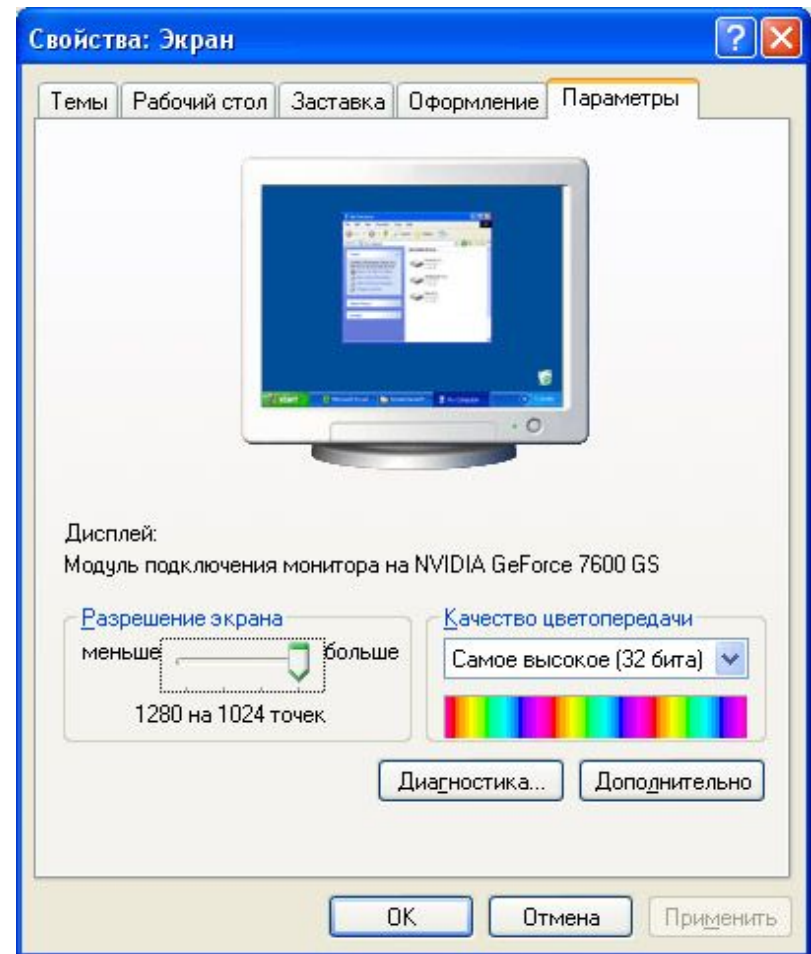 Свойства: Экран
Темы Рабочий стол Заставка Оформление Параметры
start
Дисплей:
Модуль подключения монитора на NVIDIA GeForce 7600 GS
Разрешение экрана
меньше больше
1280 на 1024 точек
Качество цветопередачи
Самое высокое (32 бита)
Диагностика... Дополнительно
OK Отмена Применить